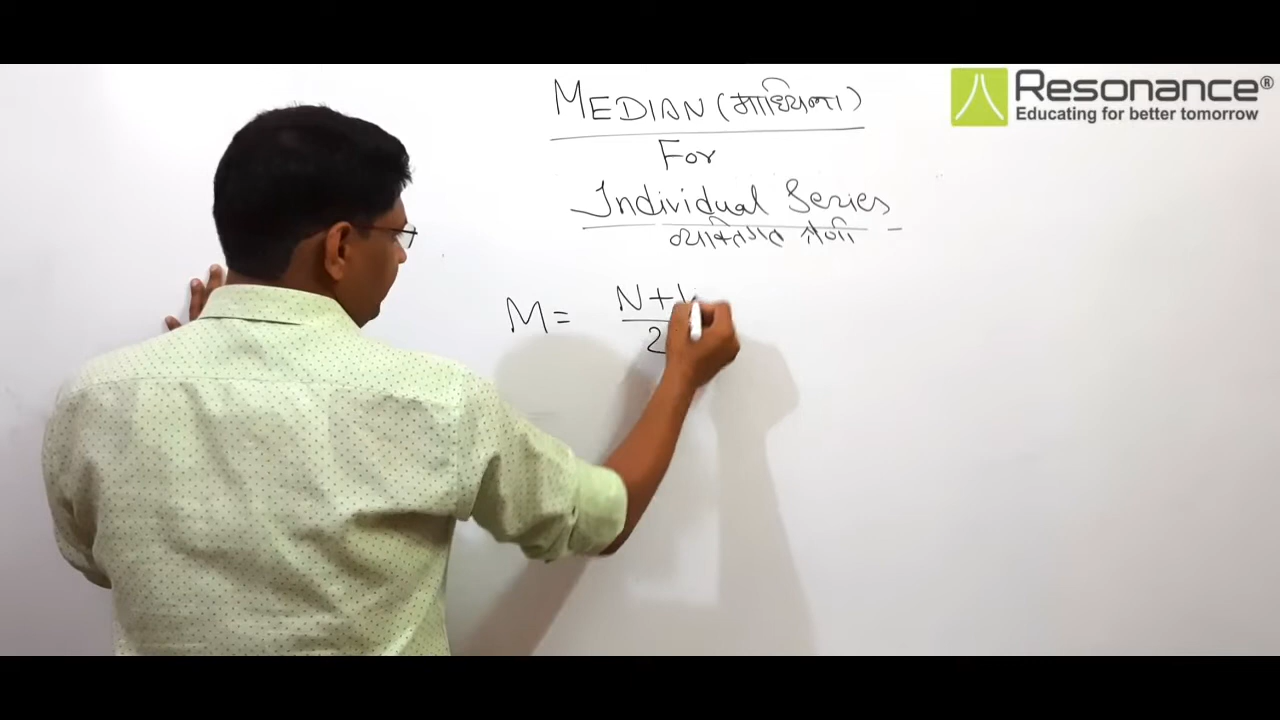 MEDIAN (माध्यिका)
For
Individual Series
व्यक्तिगत श्रेणी
M = N+1
2
Resonance®
Educating for better tomorrow